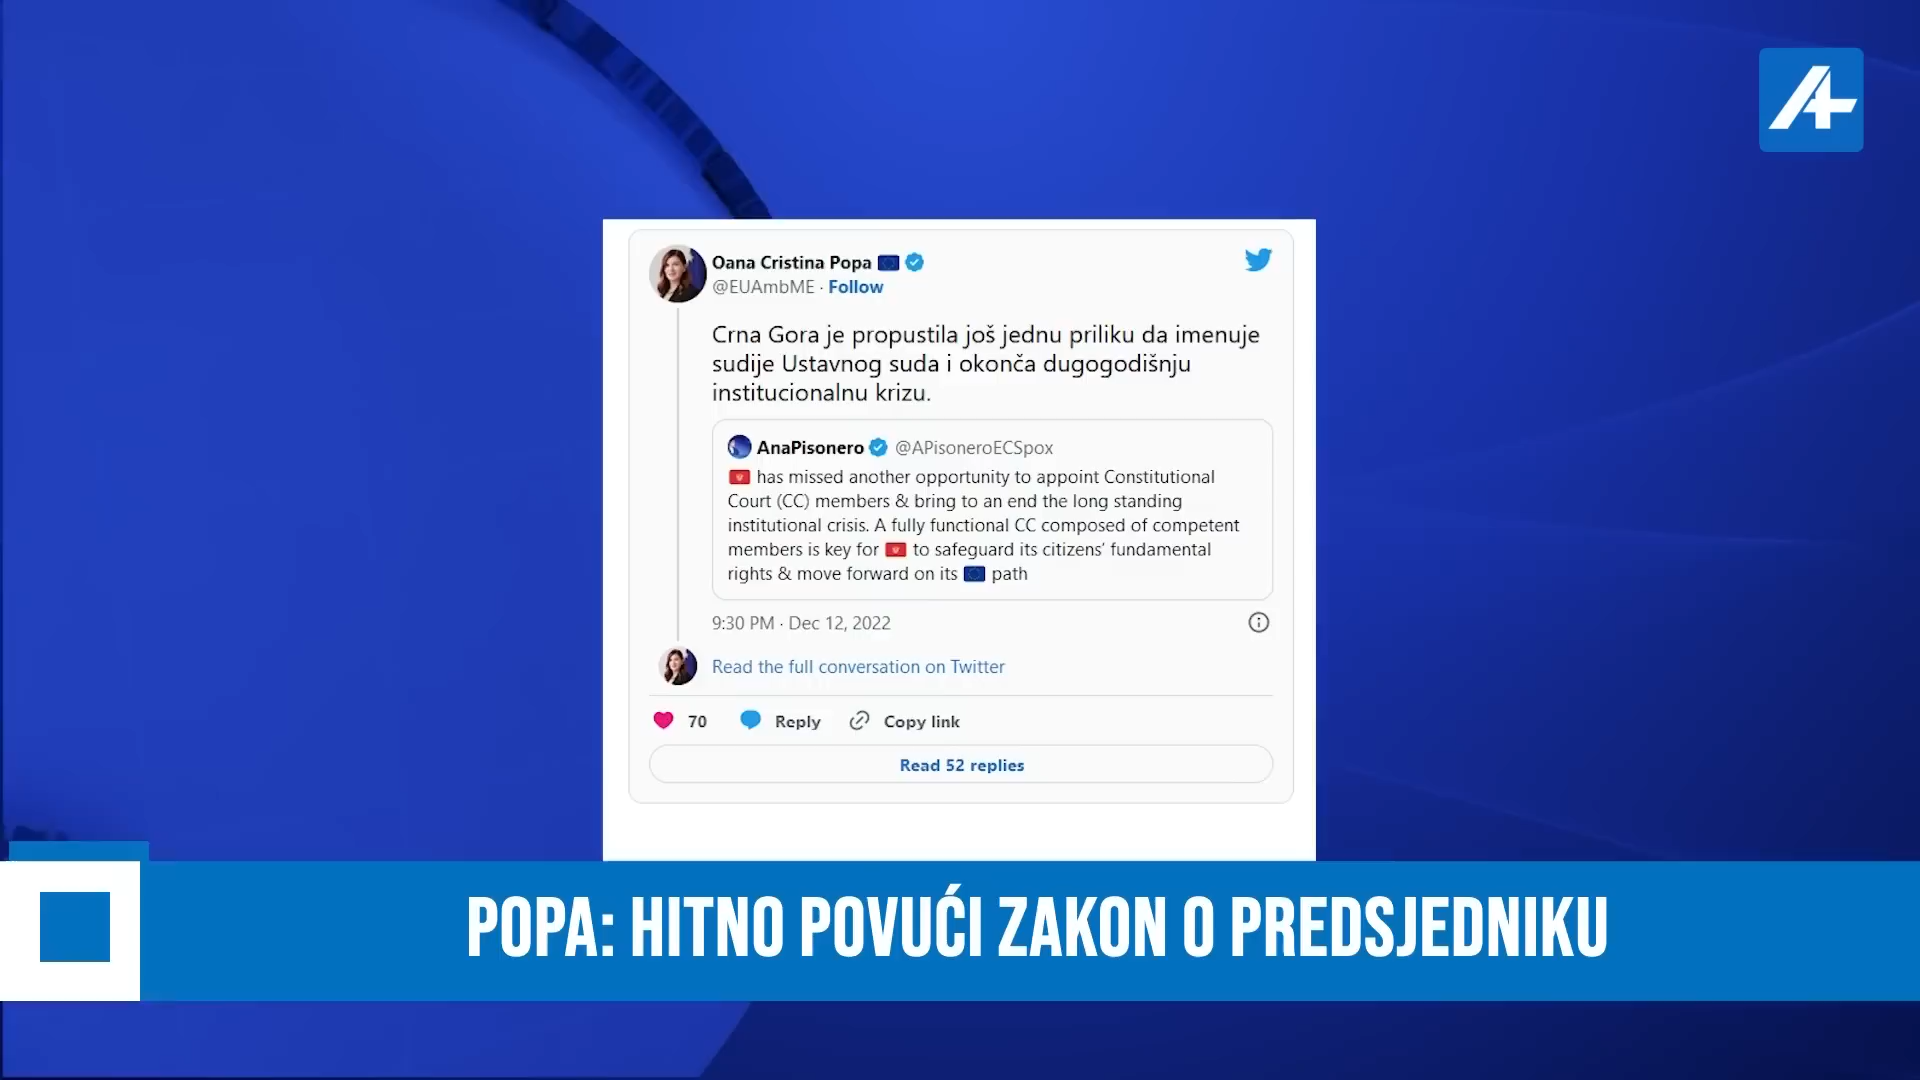 Oana Cristina Popa 🇪🇺
@EUAmbME · Follow
Crna Gora je propustila još jednu priliku da imenuje
sudije Ustavnog suda i okonča dugogodišnju
institucionalnu krizu.
AnaPisonero @APisoneroECSpox
🇲🇪 has missed another opportunity to appoint Constitutional
Court (CC) members & bring to an end the long standing
institutional crisis. A fully functional CC composed of competent
members is key for 🇲🇪 to safeguard its citizens’ fundamental
rights & move forward on its 🇪🇺 path
9:30 PM · Dec 12, 2022
Read the full conversation on Twitter
70 Reply Copy link
Read 52 replies
POPA: HITNO POVUĆI ZAKON O PREDSJEDNIKU